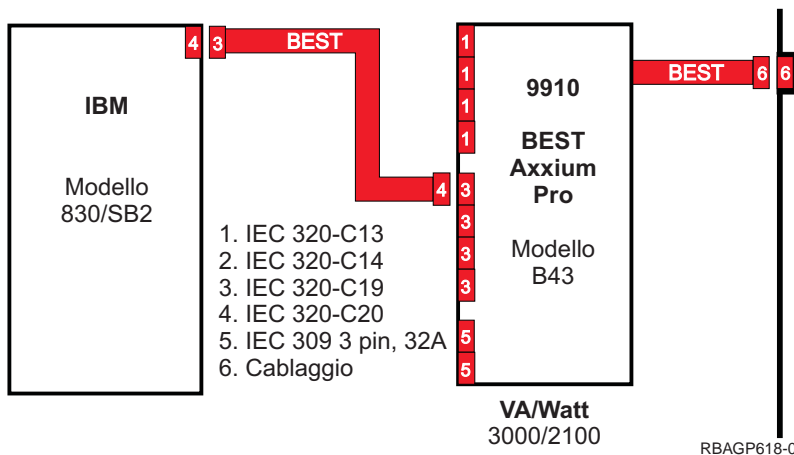 4 3 BEST
IBM
Modello
830/SB2
1. IEC 320-C13
2. IEC 320-C14
3. IEC 320-C19
4. IEC 320-C20
5. IEC 309 3 pin, 32A
6. Cablaggio
4
1
1
1
1
3
3
3
3
5
5
9910
BEST
Axxium
Pro
Modello
B43
VA/Watt
3000/2100
BEST 6 6
RBAGP618-0